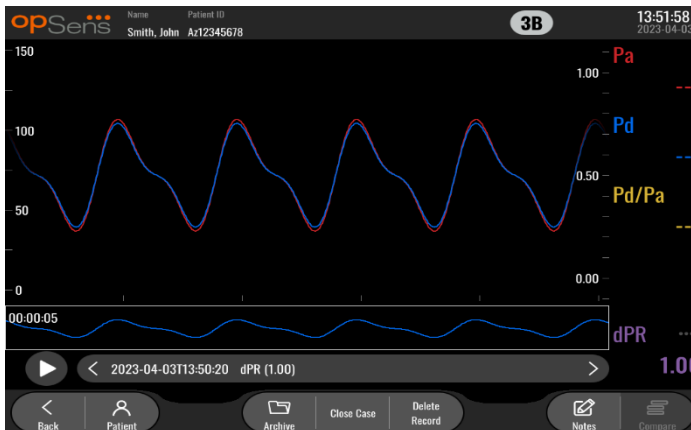 opSens
Name Patient ID
Smith, John Az12345678
3B
13:51:58
2023-04-03
150
100
50
0
1.00
0.50
0.00
Pa
--
Pd
--
Pd/Pa
--
00:00:05
dPR ---
2023-04-03T13:50:20 dPR (1.00)
1.00
Back
Patient
Archive
Close Case
Delete
Record
Notes
Compare